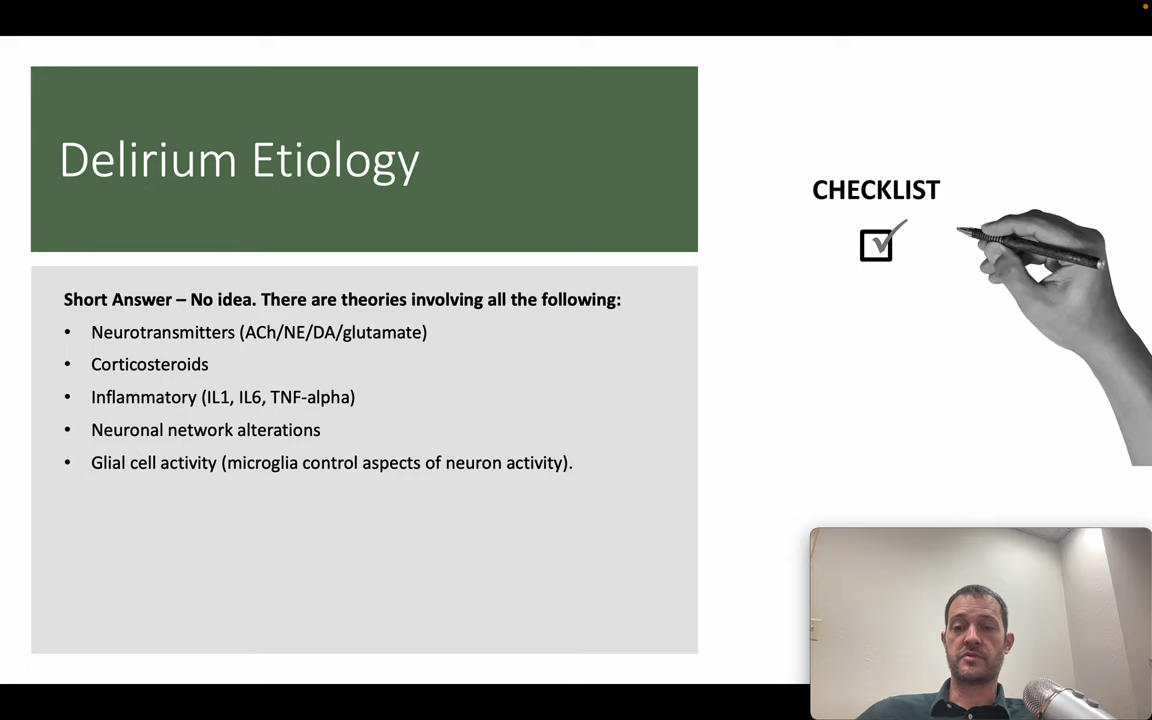 Delirium Etiology
CHECKLIST
Short Answer – No idea. There are theories involving all the following:
• Neurotransmitters (ACh/NE/DA/glutamate)
• Corticosteroids
• Inflammatory (IL1, IL6, TNF-alpha)
• Neuronal network alterations
• Glial cell activity (microglia control aspects of neuron activity).